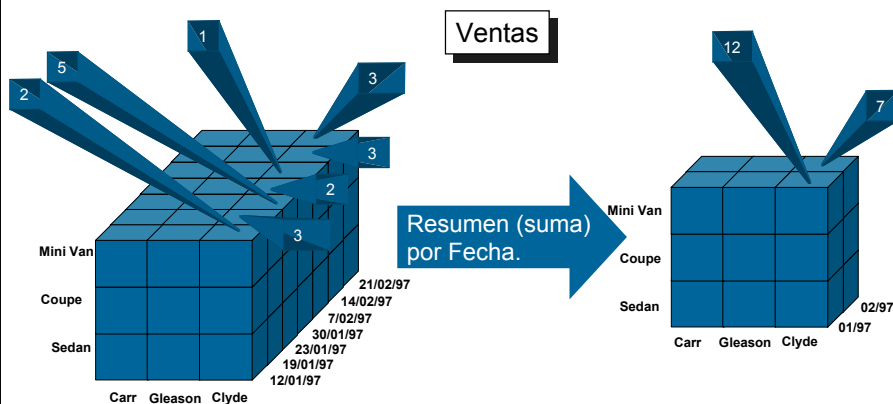 Ventas
1
5
2
3
3
2
3
Mini Van
Coupe
Sedan
21/02/97
14/02/97
7/02/97
30/01/97
23/01/97
19/01/97
12/01/97
Carr Gleason Clyde
Resumen (suma)
por Fecha.
12
7
Mini Van
Coupe
Sedan
02/97
01/97
Carr Gleason Clyde